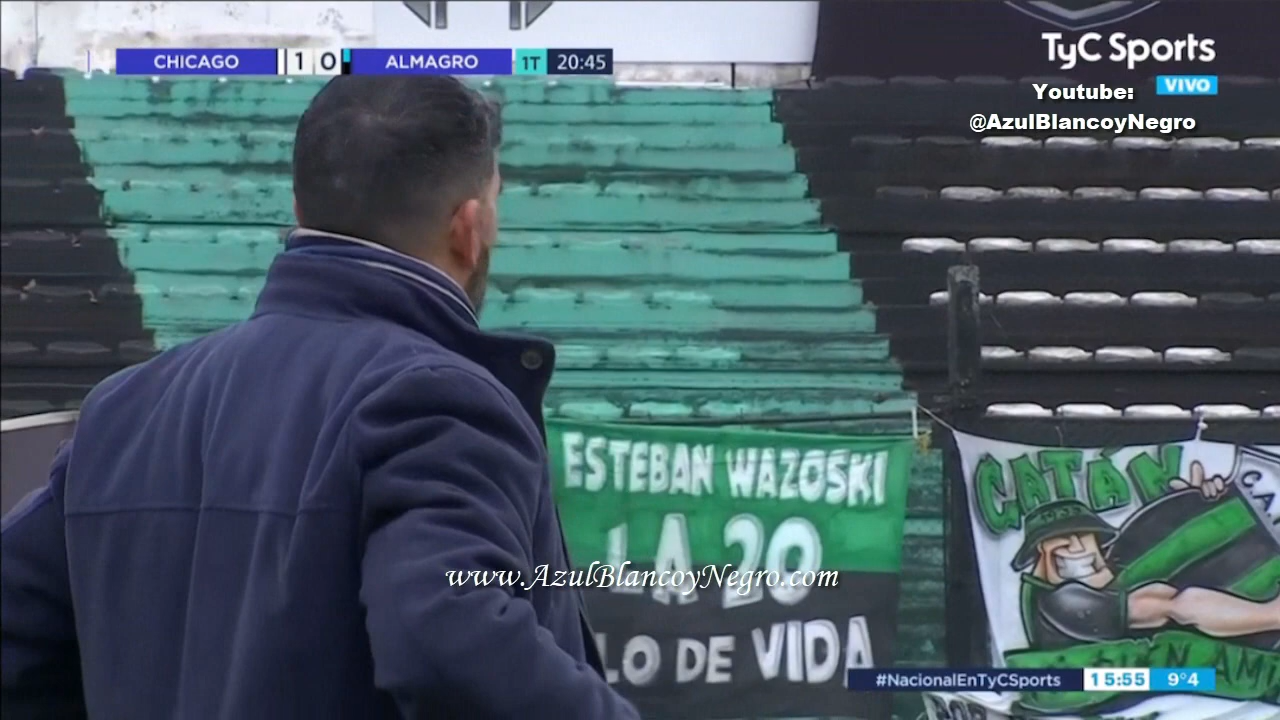 CHICAGO 1 0 ALMAGRO 1T 20:45
TyC Sports
VIVO
Youtube:
@AzulBlancoyNegro
ESTEBAN WAZOSKI
LA 20
LO DE VIDA
www.AzulBlancoyNegro.com
CATÁN
C.A.
#NacionalEnTyCSports 15:55 9°4